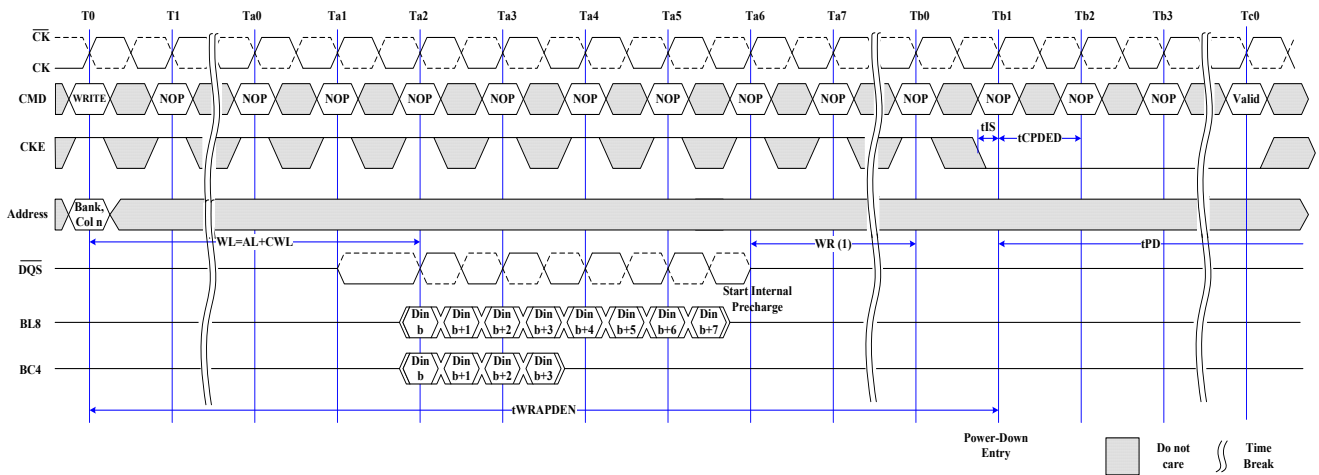 T0 T1 Ta0 Ta1 Ta2 Ta3 Ta4 Ta5 Ta6 Ta7 Tb0 Tb1 Tb2 Tb3 Tc0
CK
CK
CMD WRITE NOP NOP NOP NOP NOP NOP NOP NOP NOP NOP NOP NOP NOP Valid
tIS tCPDED
CKE
Address Bank, Col n
WL=AL+CWL WR (1) tPD
DQS
Start Internal
Precharge
BL8 Din b Din b+1 Din b+2 Din b+3 Din b+4 Din b+5 Din b+6 Din b+7
BC4 Din b Din b+1 Din b+2 Din b+3
tWRAPDEN
Power-Down
Entry
Do not
care
Time
Break